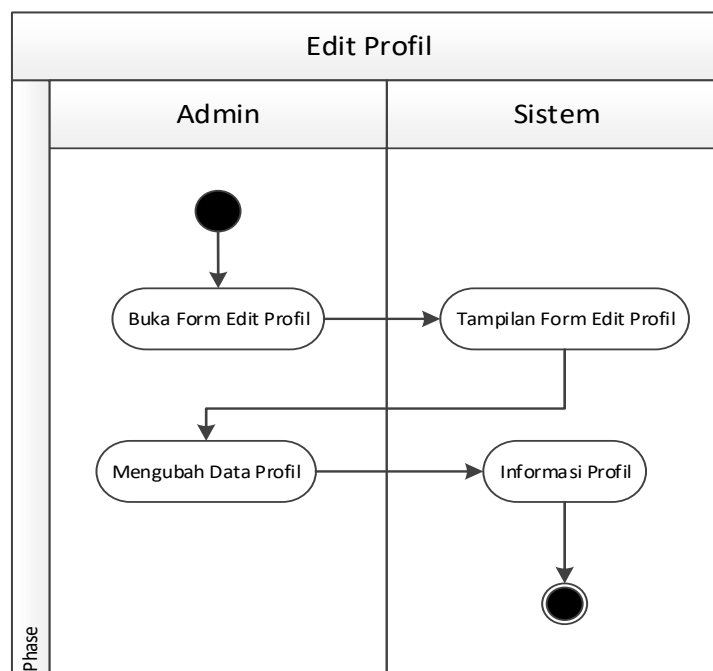 Edit Profil
Admin
Sistem
Buka Form Edit Profil
Tampilan Form Edit Profil
Mengubah Data Profil
Informasi Profil
Phase